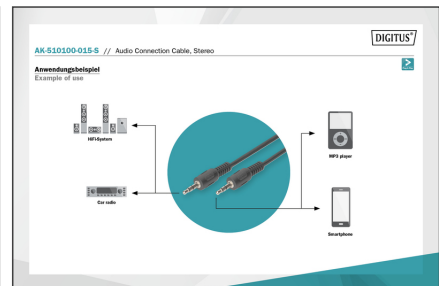 DIGITUS®
AK-510100-015-S // Audio Connection Cable, Stereo
Anwendungsbeispiel
Example of use
HiFi-System
MP3 player
Car radio
Smartphone